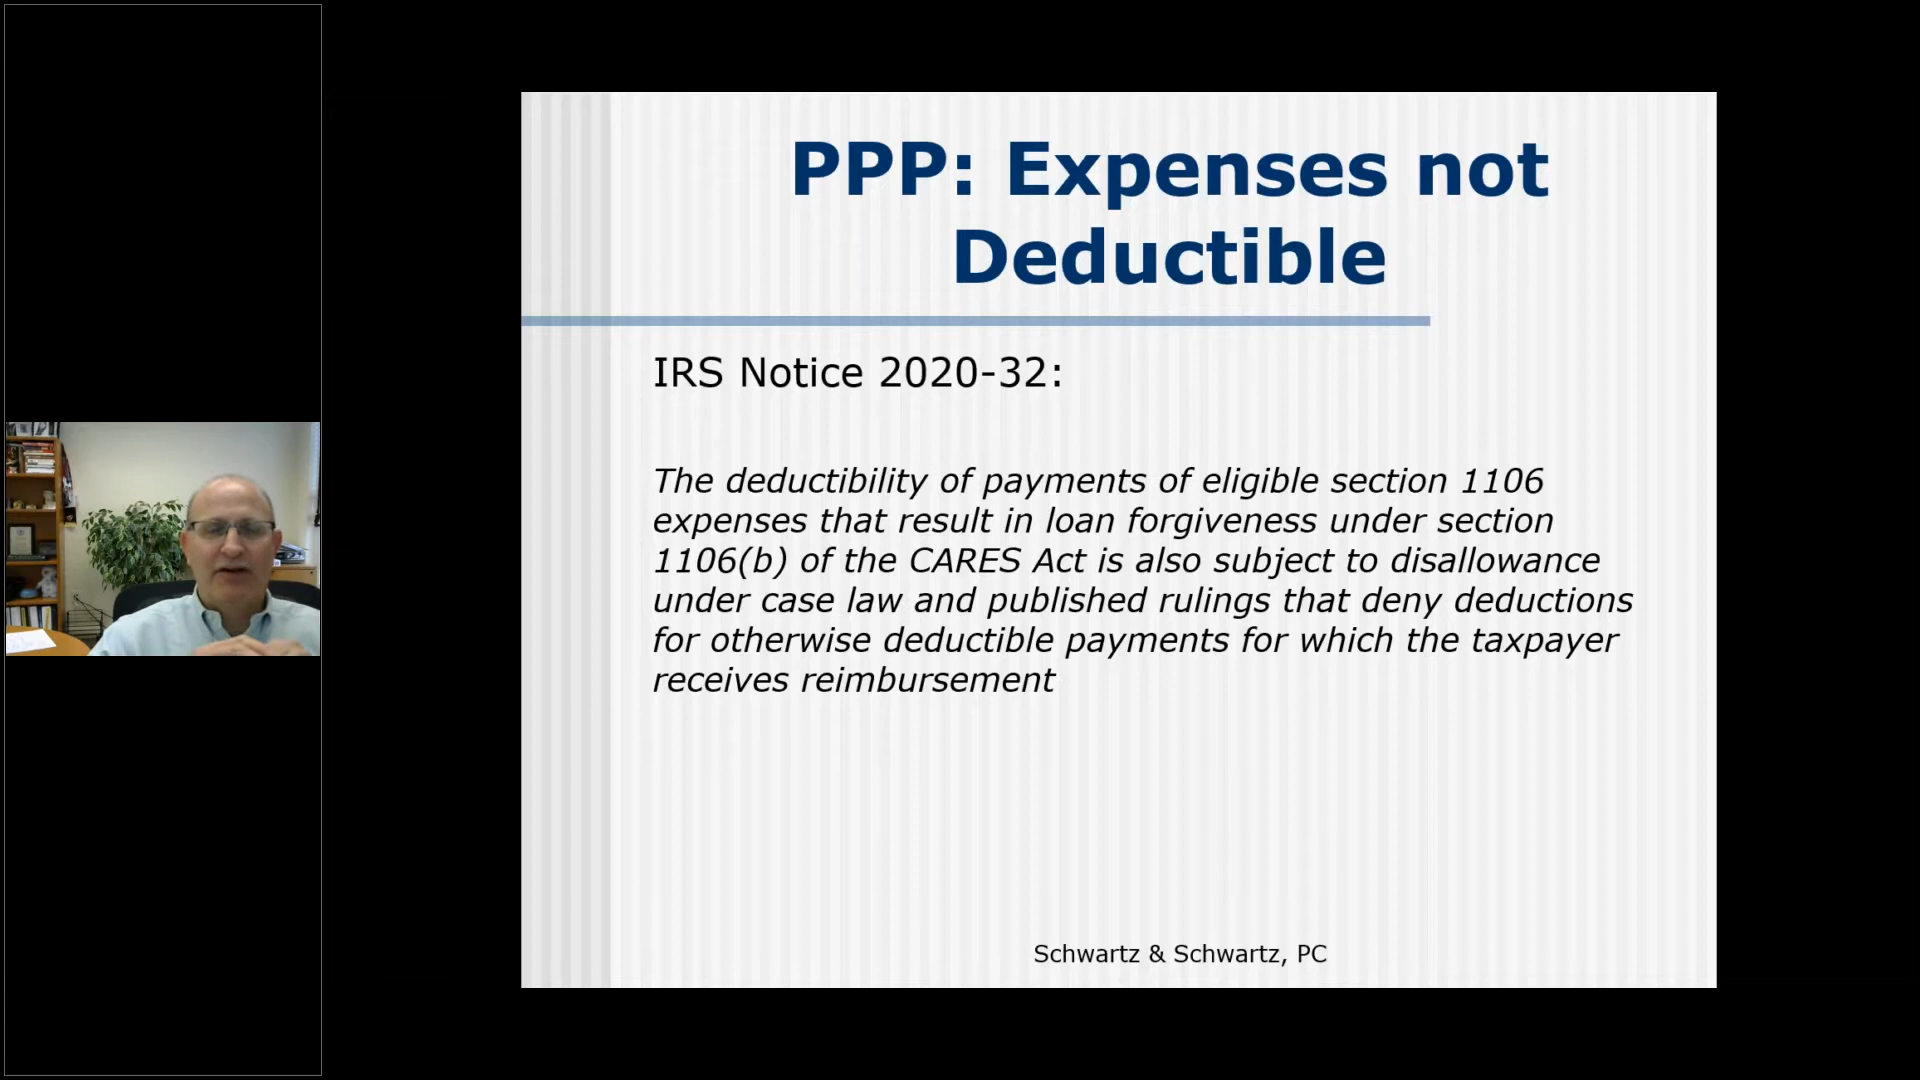 PPP: Expenses not
Deductible
IRS Notice 2020-32:
The deductibility of payments of eligible section 1106
expenses that result in loan forgiveness under section
1106(b) of the CARES Act is also subject to disallowance
under case law and published rulings that deny deductions
for otherwise deductible payments for which the taxpayer
receives reimbursement
Schwartz & Schwartz, PC